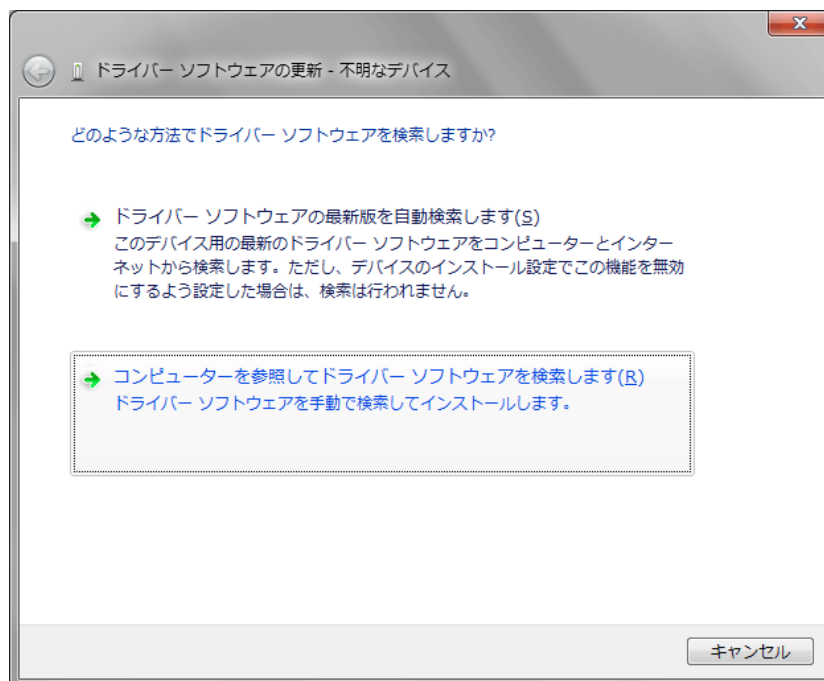 ドライバー ソフトウェアの更新 - 不明なデバイス
どのような方法でドライバー ソフトウェアを検索しますか?
ドライバー ソフトウェアの最新版を自動検索します(S)
このデバイス用の最新のドライバー ソフトウェアをコンピューターとインター
ネットから検索します。ただし、デバイスのインストール設定でこの機能を無効
にするよう設定した場合は、検索は行われません。
コンピューターを参照してドライバー ソフトウェアを検索します(R)
ドライバー ソフトウェアを手動で検索してインストールします。
キャンセル